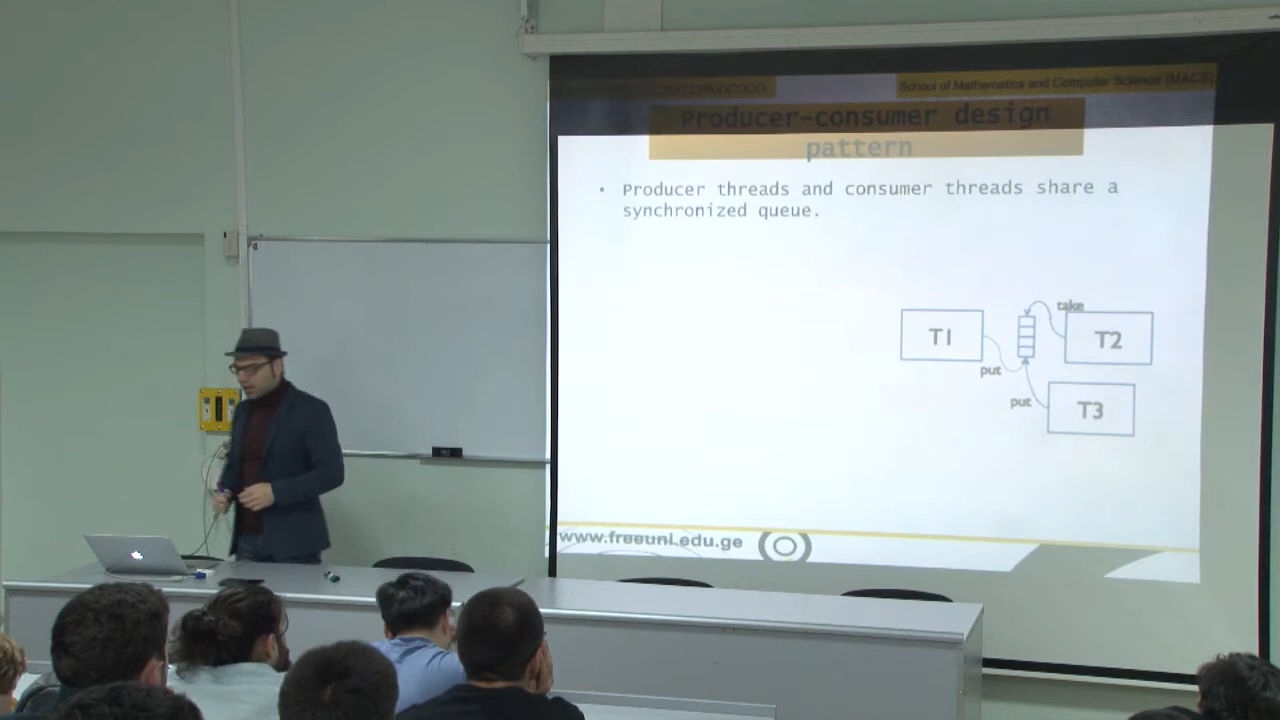 School of Mathematics and Computer Science (MACS)
Producer-consumer design
pattern
• Producer threads and consumer threads share a
synchronized queue.
take
T1
T2
put
put
T3
www.freeuni.edu.ge